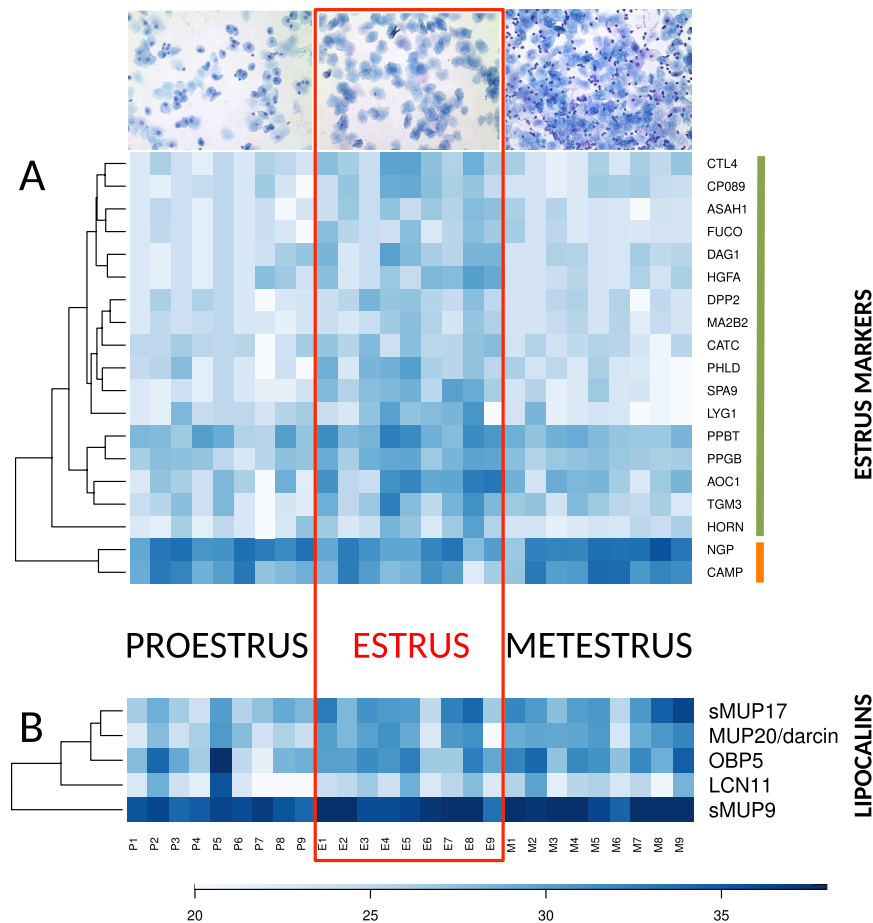 A
CTL4
CP089
ASAH1
FUCO
DAG1
HGFA
DPP2
MA2B2
CATC
PHLD
SPA9
LYG1
PPBT
PPGB
AOC1
TGM3
HORN
NGP
CAMP
ESTRUS MARKERS
PROESTRUS ESTRUS METESTRUS
B
sMUP17
MUP20/darcin
OBP5
LCN11
sMUP9
LIPOCALINS
P1 P2 P3 P4 P5 P6 P7 P8 P9 E1 E2 E3 E4 E5 E6 E7 E8 E9 M1 M2 M3 M4 M5 M6 M7 M8 M9
20 25 30 35